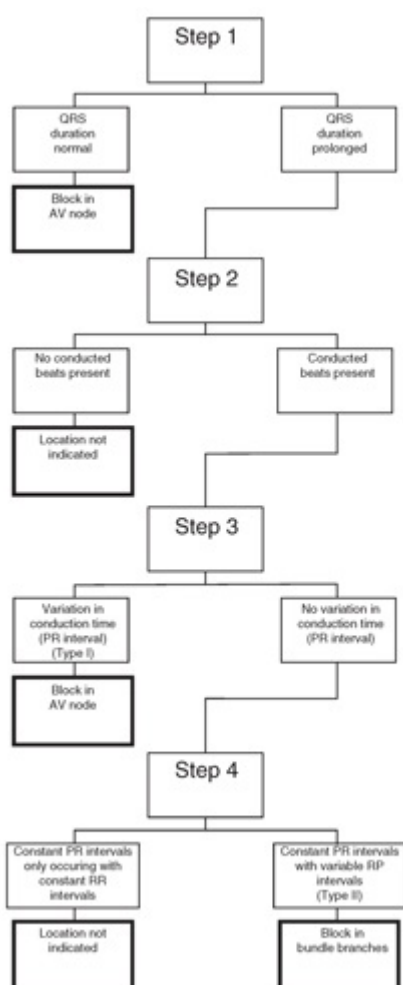 Step 1
QRS
duration
normal
QRS
duration
prolonged
Block in
AV node
Step 2
No conducted
beats present
Conducted
beats present
Location not
indicated
Step 3
Variation in
conduction time
(PR interval)
(Type I)
No variation in
conduction time
(PR interval)
Block in
AV node
Step 4
Constant PR intervals
only occuring with
constant RR
intervals
Constant PR intervals
with variable RP
intervals
(Type II)
Location not
indicated
Block in
bundle branches